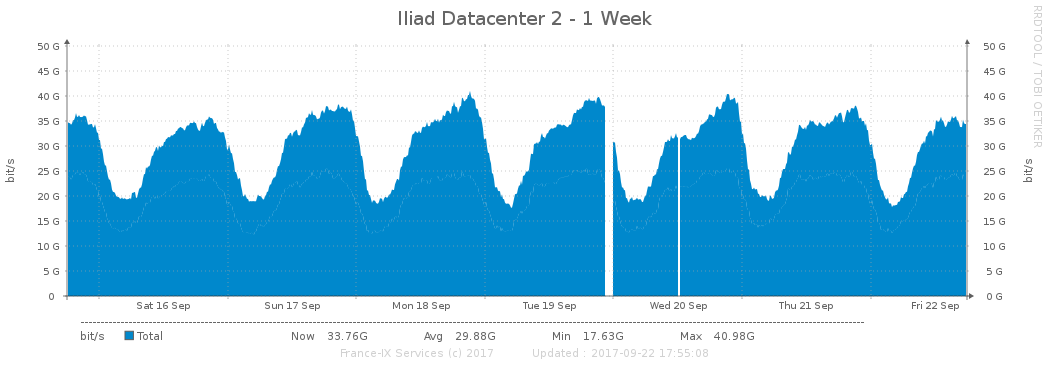 Iliad Datacenter 2 - 1 Week
RRDTOOL / TOBI OETIKER
bit/s
50 G
45 G
40 G
35 G
30 G
25 G
20 G
15 G
10 G
5 G
0
50 G
45 G
40 G
35 G
30 G
25 G
20 G
15 G
10 G
5 G
0 G
bit/s
Sat 16 Sep Sun 17 Sep Mon 18 Sep Tue 19 Sep Wed 20 Sep Thu 21 Sep Fri 22 Sep
bit/s Total Now 33.76G Avg 29.88G Min 17.63G Max 40.98G
France-IX Services (c) 2017 Updated : 2017-09-22 17:55:08